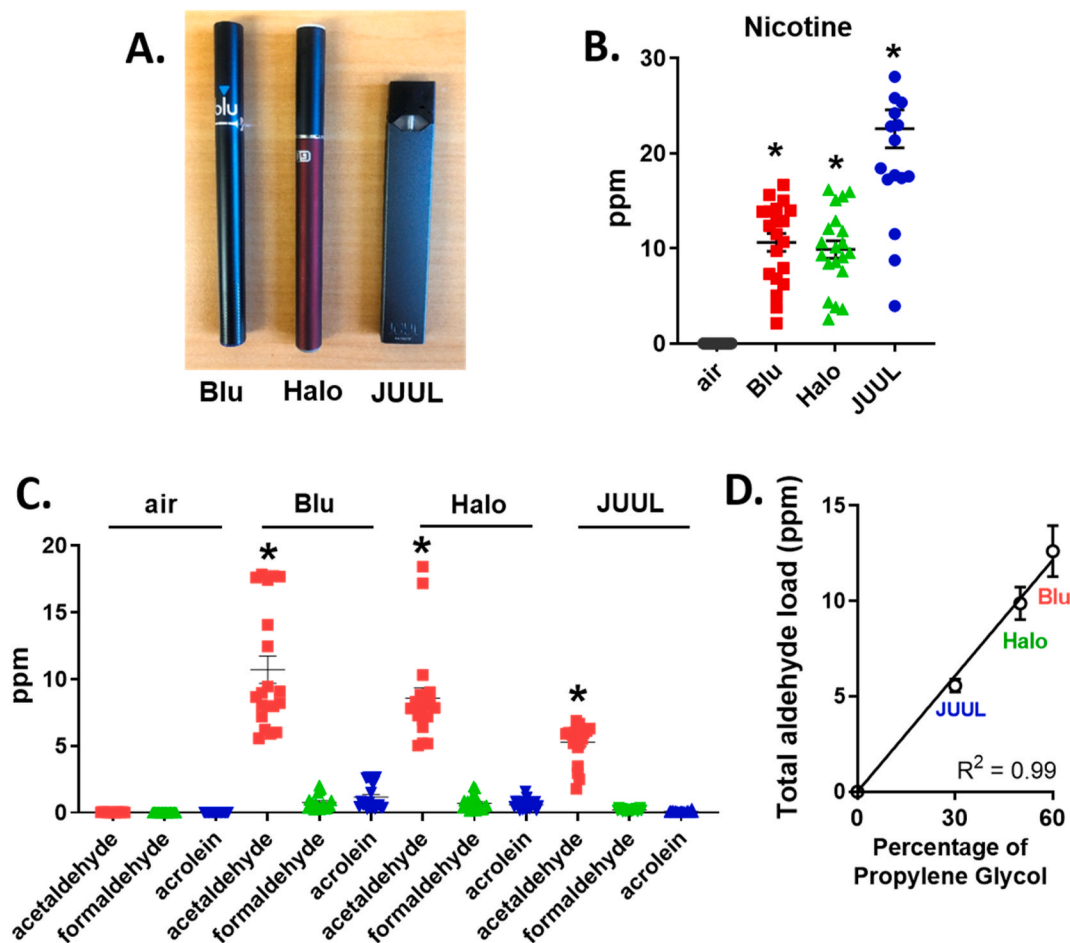 A.
blu
JUUL
Blu Halo JUUL
B.
Nicotine
ppm
30
20
10
0
*
*
*
air
Blu
Halo
JUUL
C.
air
Blu
Halo
JUUL
ppm
20
15
10
5
0
*
*
*
acetaldehyde
formaldehyde
acrolein
acetaldehyde
formaldehyde
acrolein
acetaldehyde
formaldehyde
acrolein
acetaldehyde
formaldehyde
acrolein
D.
Total aldehyde load (ppm)
15
10
5
0
Blu
Halo
JUUL
R² = 0.99
0 30 60
Percentage of
Propylene Glycol